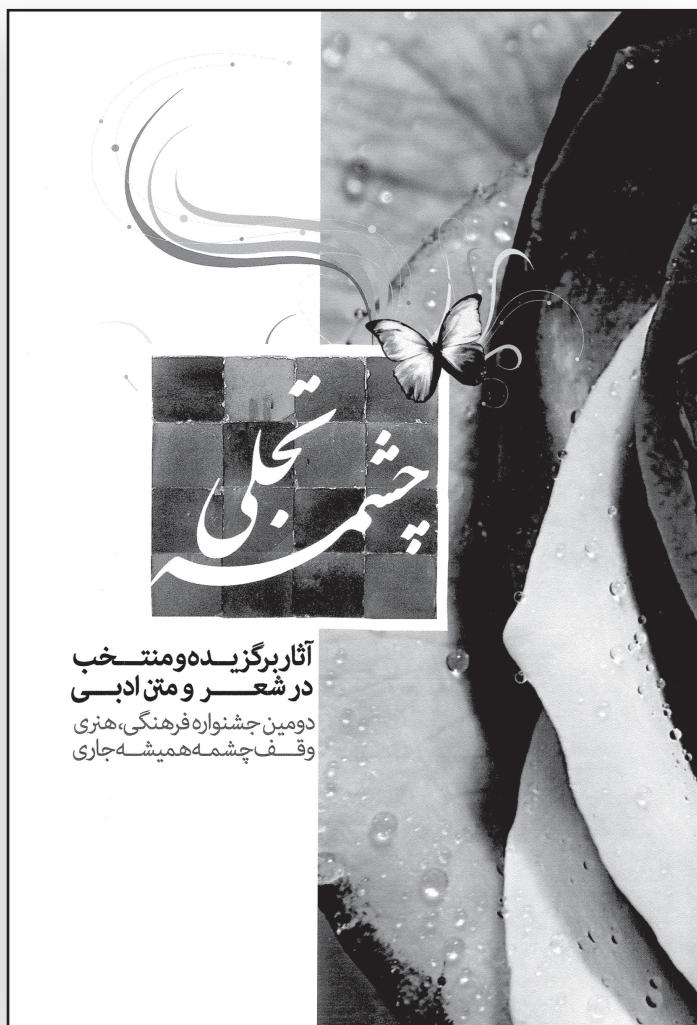 چشمه تجلی
آثار برگزیده و منتخب
در شعر و متن ادبی
دومین جشنواره فرهنگی، هنری
وقف چشمه همیشه جاری